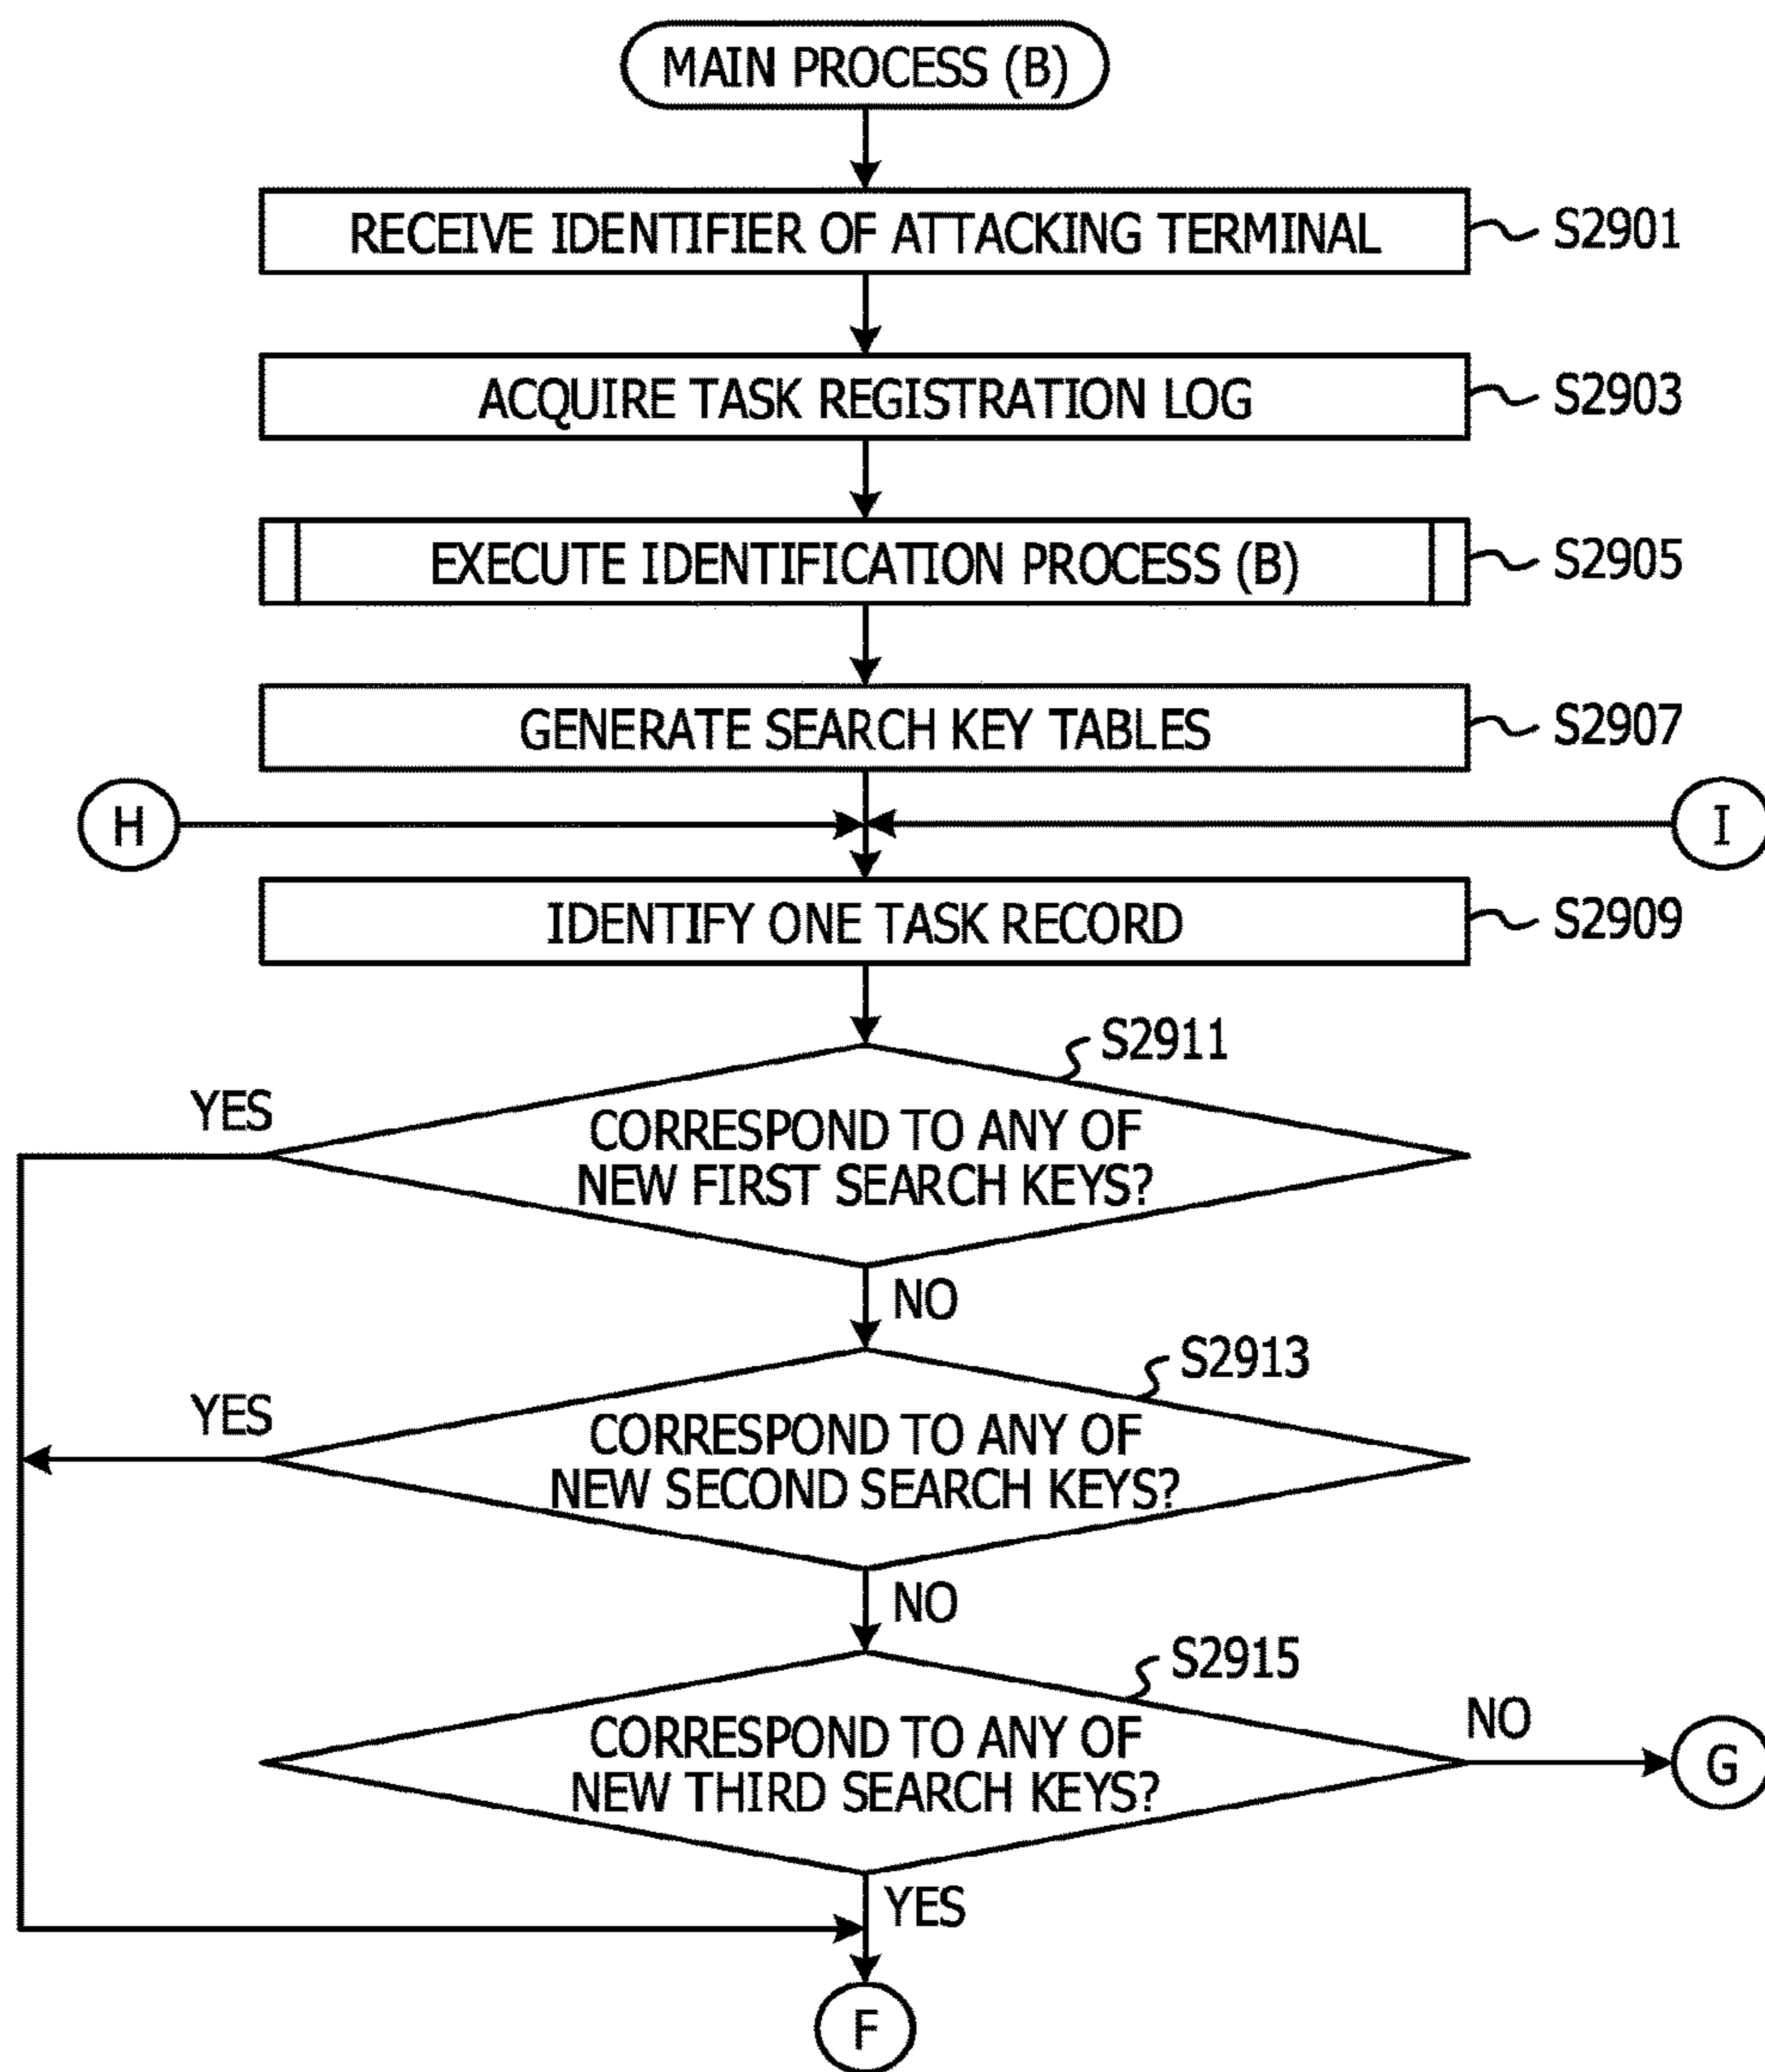 MAIN PROCESS (B)
RECEIVE IDENTIFIER OF ATTACKING TERMINAL
S2901
ACQUIRE TASK REGISTRATION LOG
S2903
EXECUTE IDENTIFICATION PROCESS (B)
S2905
GENERATE SEARCH KEY TABLES
S2907
H
I
IDENTIFY ONE TASK RECORD
S2909
S2911
YES
CORRESPOND TO ANY OF
NEW FIRST SEARCH KEYS?
NO
S2913
YES
CORRESPOND TO ANY OF
NEW SECOND SEARCH KEYS?
NO
S2915
CORRESPOND TO ANY OF
NEW THIRD SEARCH KEYS?
NO
G
YES
F